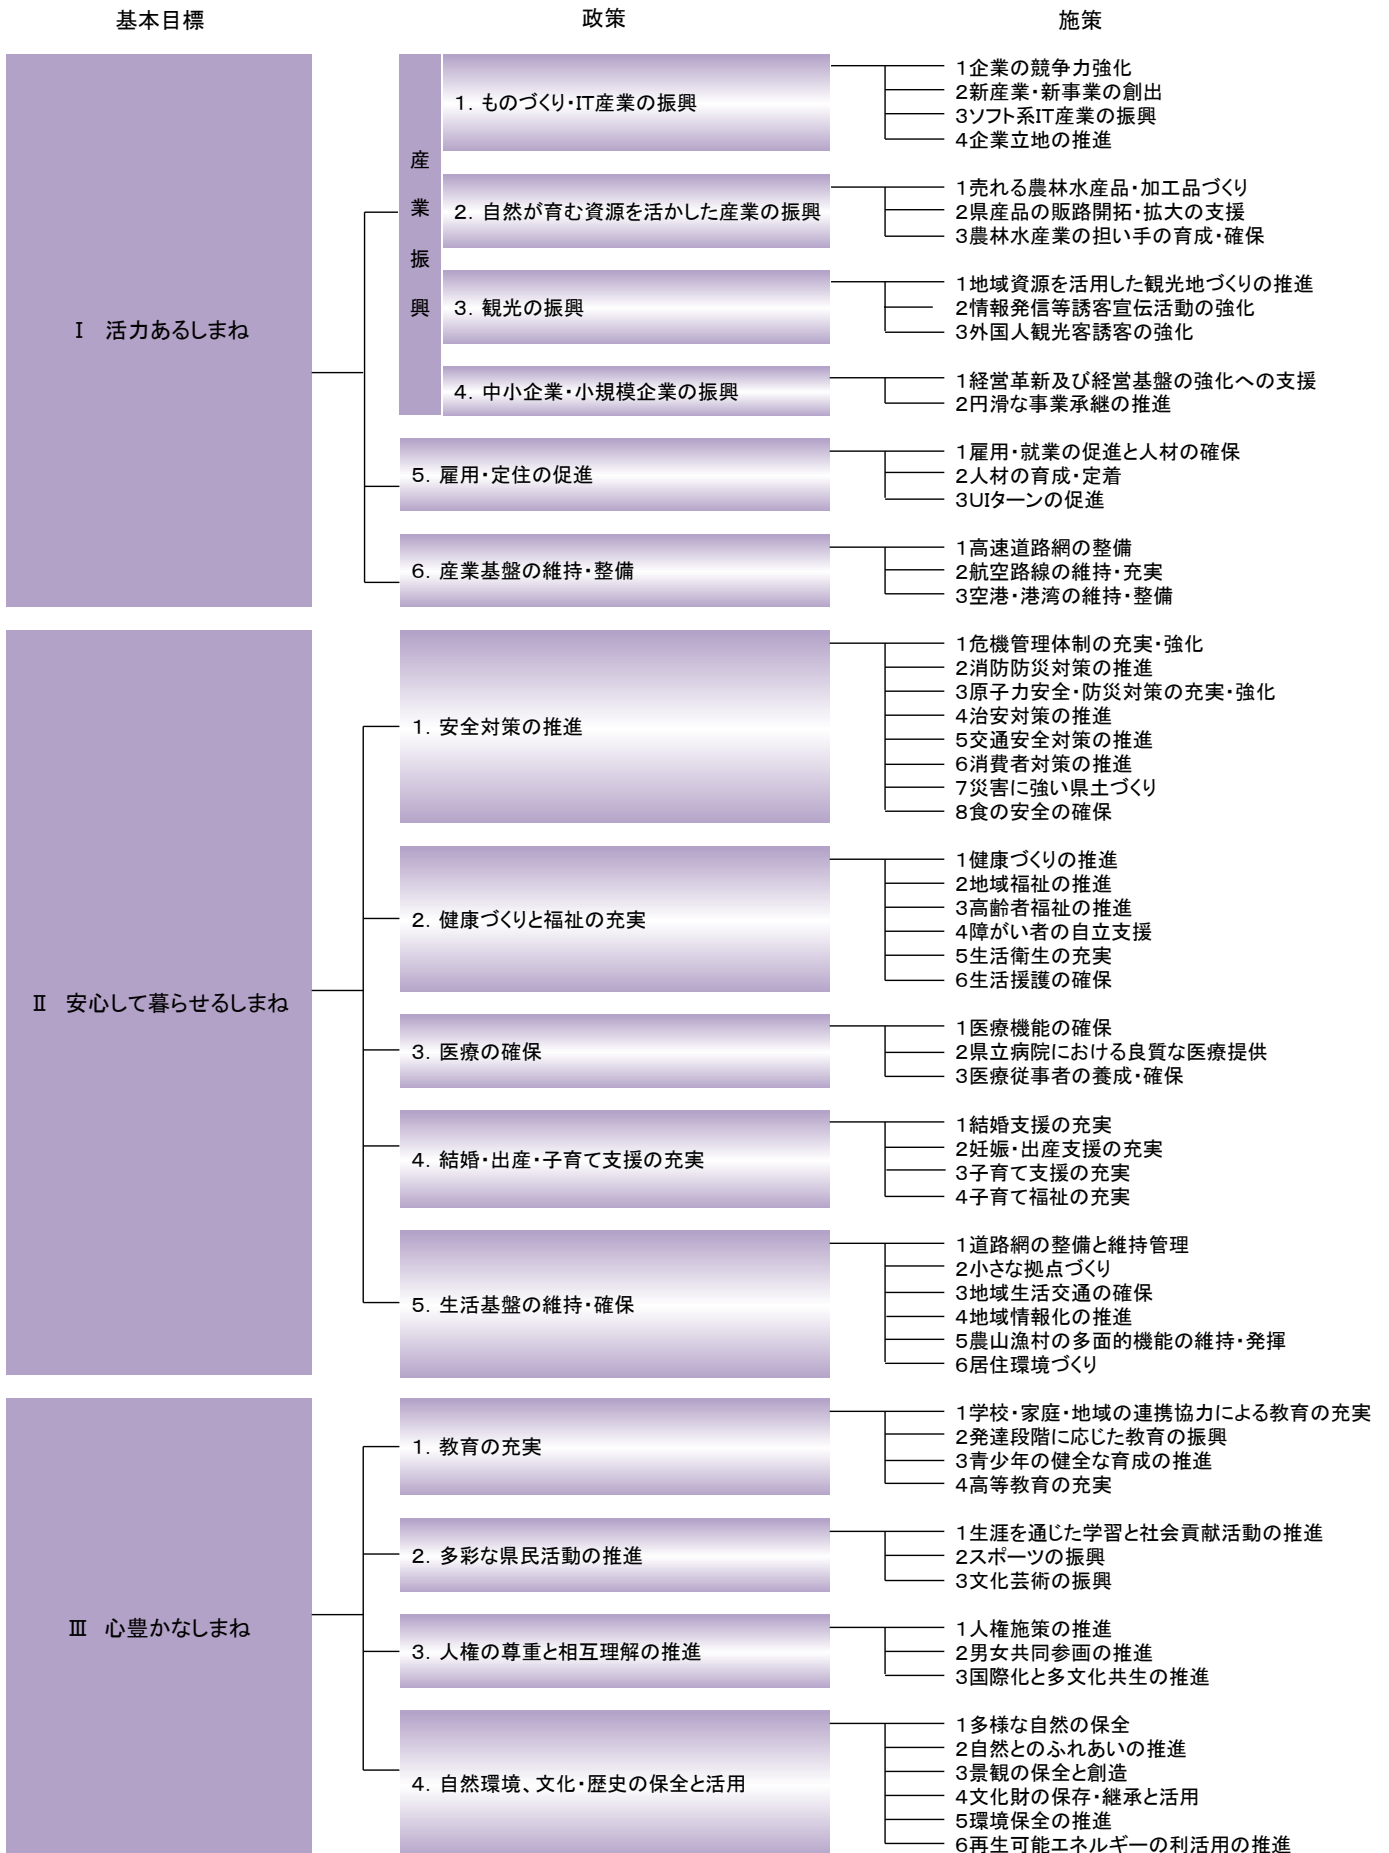 基本目標
政策
施策
Ⅰ　活力あるしまね
産業振興
1. ものづくり・IT産業の振興
1企業の競争力強化
2新産業・新事業の創出
3ソフト系IT産業の振興
4企業立地の推進
2. 自然が育む資源を活かした産業の振興
1売れる農林水産品・加工品づくり
2県産品の販路開拓・拡大の支援
3農林水産業の担い手の育成・確保
3. 観光の振興
1地域資源を活用した観光地づくりの推進
2情報発信等誘客宣伝活動の強化
3外国人観光客誘客の強化
4. 中小企業・小規模企業の振興
1経営革新及び経営基盤の強化への支援
2円滑な事業承継の推進
5. 雇用・定住の促進
1雇用・就業の促進と人材の確保
2人材の育成・定着
3UIターンの促進
6. 産業基盤の維持・整備
1高速道路網の整備
2航空路線の維持・充実
3空港・港湾の維持・整備
Ⅱ　安心して暮らせるしまね
1. 安全対策の推進
1危機管理体制の充実・強化
2消防防災対策の推進
3原子力安全・防災対策の充実・強化
4治安対策の推進
5交通安全対策の推進
6消費者対策の推進
7災害に強い県土づくり
8食の安全の確保
2. 健康づくりと福祉の充実
1健康づくりの推進
2地域福祉の推進
3高齢者福祉の推進
4障がい者の自立支援
5生活衛生の充実
6生活援護の確保
3. 医療の確保
1医療機能の確保
2県立病院における良質な医療提供
3医療従事者の養成・確保
4. 結婚・出産・子育て支援の充実
1結婚支援の充実
2妊娠・出産支援の充実
3子育て支援の充実
4子育て福祉の充実
5. 生活基盤の維持・確保
1道路網の整備と維持管理
2小さな拠点づくり
3地域生活交通の確保
4地域情報化の推進
5農山漁村の多面的機能の維持・発揮
6居住環境づくり
Ⅲ　心豊かなしまね
1. 教育の充実
1学校・家庭・地域の連携協力による教育の充実
2発達段階に応じた教育の振興
3青少年の健全な育成の推進
4高等教育の充実
2. 多彩な県民活動の推進
1生涯を通じた学習と社会貢献活動の推進
2スポーツの振興
3文化芸術の振興
3. 人権の尊重と相互理解の推進
1人権施策の推進
2男女共同参画の推進
3国際化と多文化共生の推進
4. 自然環境、文化・歴史の保全と活用
1多様な自然の保全
2自然とのふれあいの推進
3景観の保全と創造
4文化財の保存・継承と活用
5環境保全の推進
6再生可能エネルギーの利活用の推進